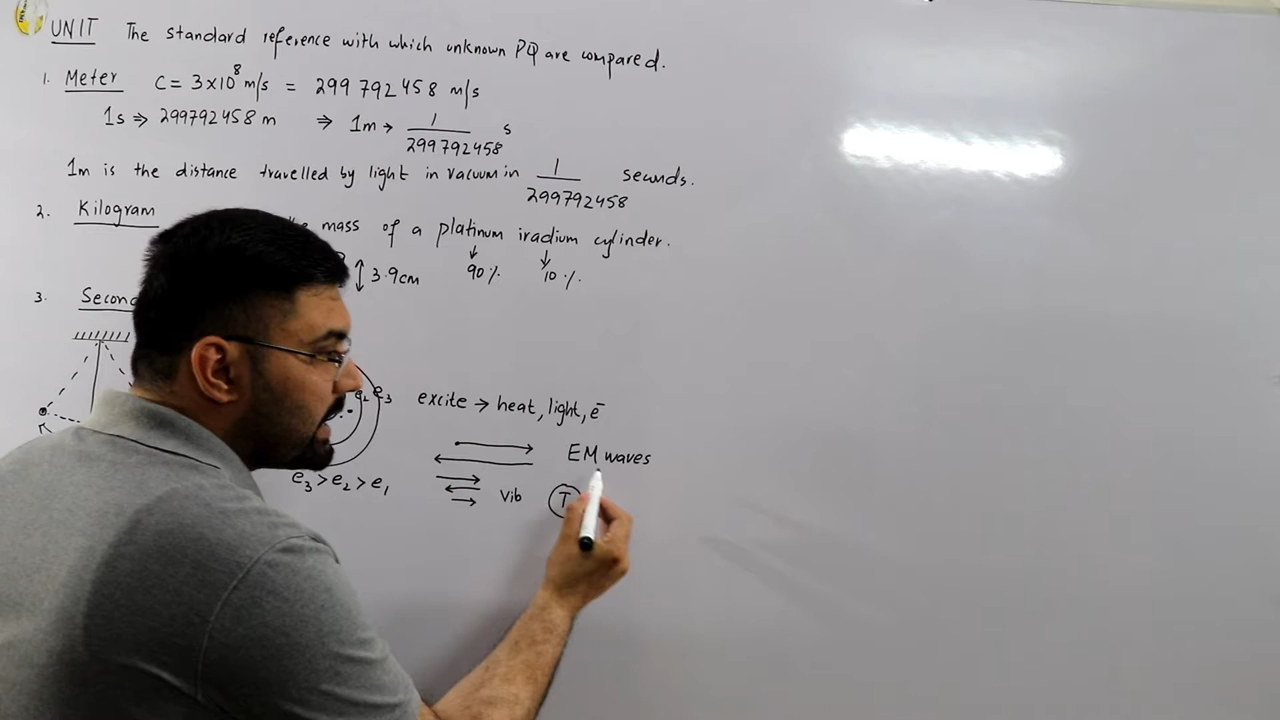 UNIT The standard reference with which unknown PQ are compared.
1. Meter C = 3×10⁸ m/s = 299 792 458 m/s
1s ⇒ 299792458 m ⇒ 1m → 1/299792458 s
1m is the distance travelled by light in vacuum in 1/299792458 seconds.
2. Kilogram mass of a platinum iradium cylinder.
3.9cm 90% 10%
3. Second
e₂ e₃ excite → heat, light, e⁻
EM waves
e₃ > e₂ > e₁
Vib T